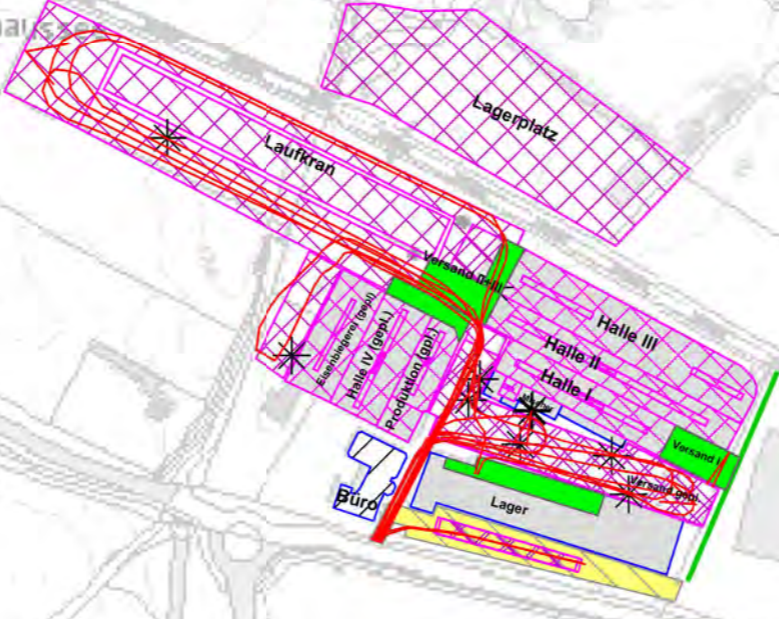 Lagerplatz
Laufkran
Versand II+III
Halle III
Halle II
Halle I
Eisenbiegerei (gepl)
Halle IV (gepl.)
Produktion (gpl.)
Versand I
Versand gepl.
Büro
Lager